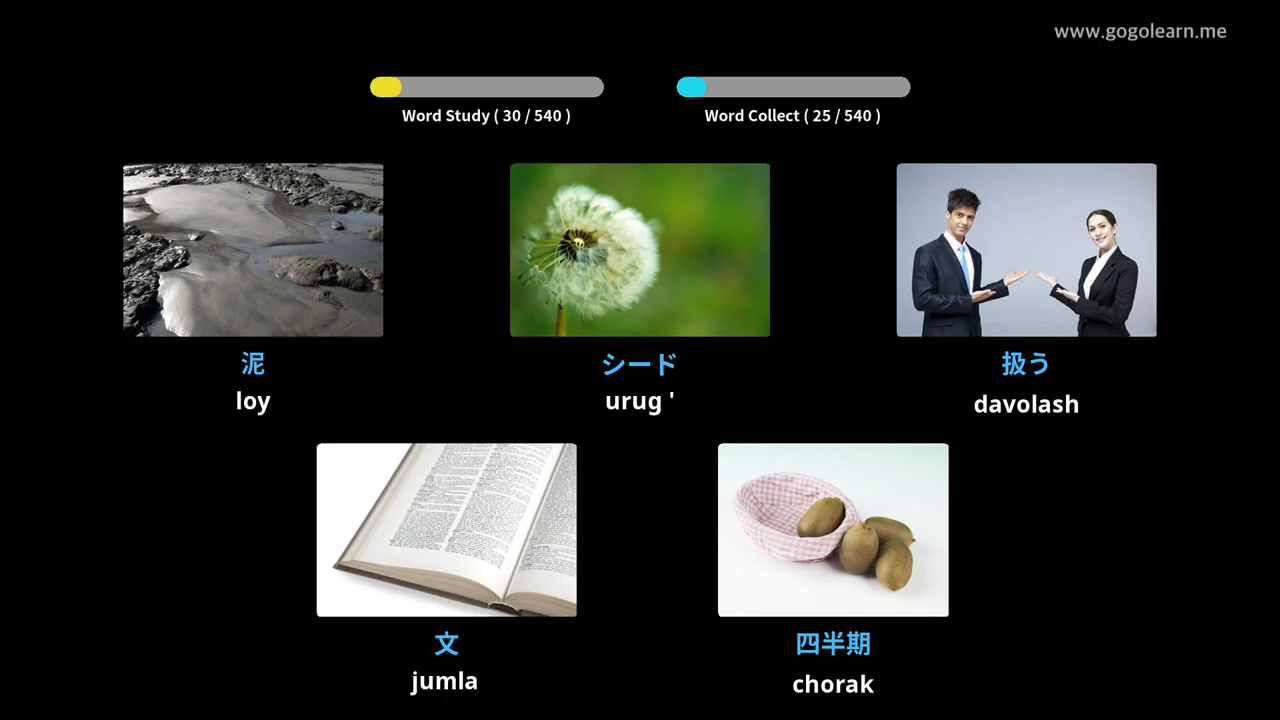 www.gogolearn.me
Word Study ( 30 / 540 )
Word Collect ( 25 / 540 )
泥
loy
シード
urug '
扱う
davolash
文
jumla
四半期
chorak